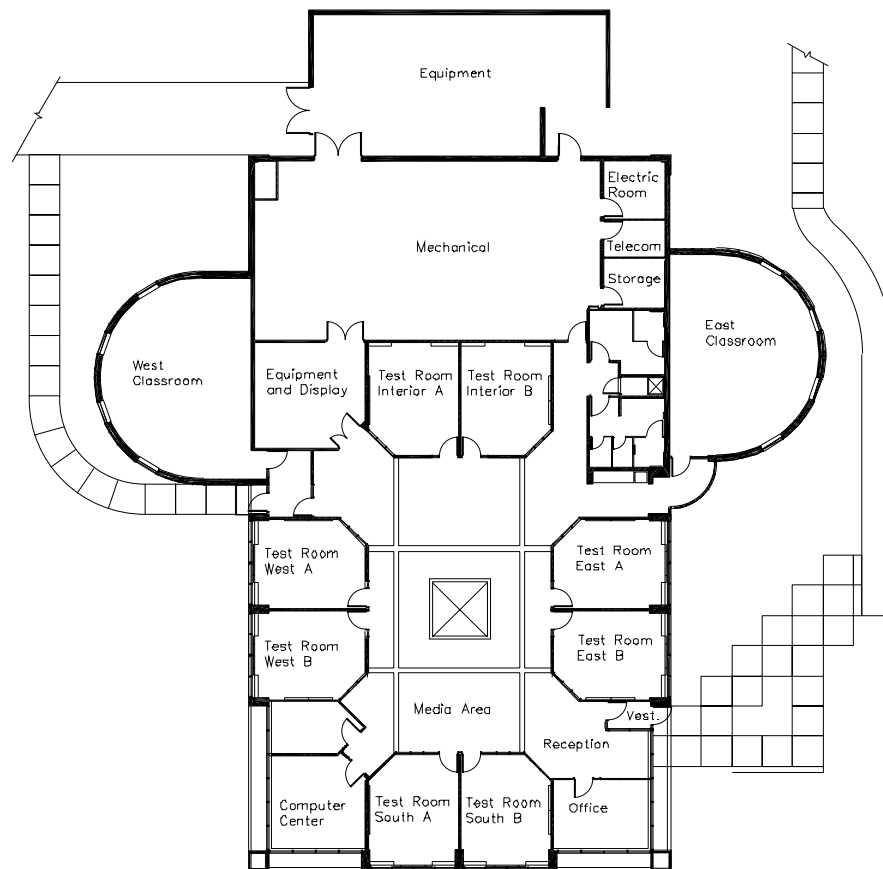 Equipment
Electric
Room
Mechanical
Telecom
Storage
East
Classroom
West
Classroom
Equipment
and Display
Test Room
Interior A
Test Room
Interior B
Test Room
West A
Test Room
East A
Test Room
West B
Test Room
East B
Media Area
Vest.
Reception
Computer
Center
Test Room
South A
Test Room
South B
Office